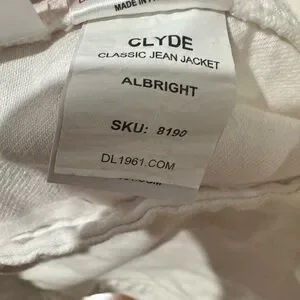 MADE IN
CLYDE
CLASSIC JEAN JACKET
ALBRIGHT
SKU: 8190
DL1961.COM